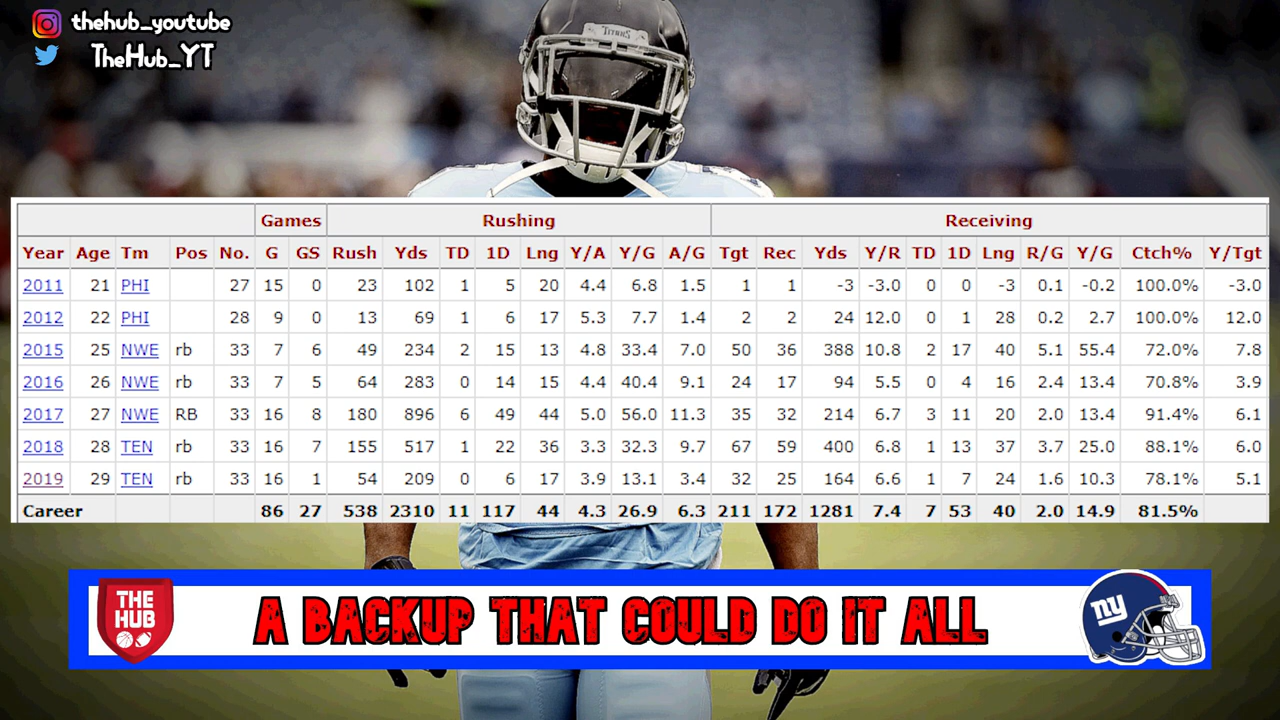 thehub_youtube
TheHub_YT
TITANS
Games Rushing Receiving
Year Age Tm Pos No. G GS Rush Yds TD 1D Lng Y/A Y/G A/G Tgt Rec Yds Y/R TD 1D Lng R/G Y/G Ctch% Y/Tgt
2011 21 PHI 27 15 0 23 102 1 5 20 4.4 6.8 1.5 1 1 -3 -3.0 0 0 -3 0.1 -0.2 100.0% -3.0
2012 22 PHI 28 9 0 13 69 1 6 17 5.3 7.7 1.4 2 2 24 12.0 0 1 28 0.2 2.7 100.0% 12.0
2015 25 NWE rb 33 7 6 49 234 2 15 13 4.8 33.4 7.0 50 36 388 10.8 2 17 40 5.1 55.4 72.0% 7.8
2016 26 NWE rb 33 7 5 64 283 0 14 15 4.4 40.4 9.1 24 17 94 5.5 0 4 16 2.4 13.4 70.8% 3.9
2017 27 NWE RB 33 16 8 180 896 6 49 44 5.0 56.0 11.3 35 32 214 6.7 3 11 20 2.0 13.4 91.4% 6.1
2018 28 TEN rb 33 16 7 155 517 1 22 36 3.3 32.3 9.7 67 59 400 6.8 1 13 37 3.7 25.0 88.1% 6.0
2019 29 TEN rb 33 16 1 54 209 0 6 17 3.9 13.1 3.4 32 25 164 6.6 1 7 24 1.6 10.3 78.1% 5.1
Career 86 27 538 2310 11 117 44 4.3 26.9 6.3 211 172 1281 7.4 7 53 40 2.0 14.9 81.5%
THE
HUB
A BACKUP THAT COULD DO IT ALL
ny